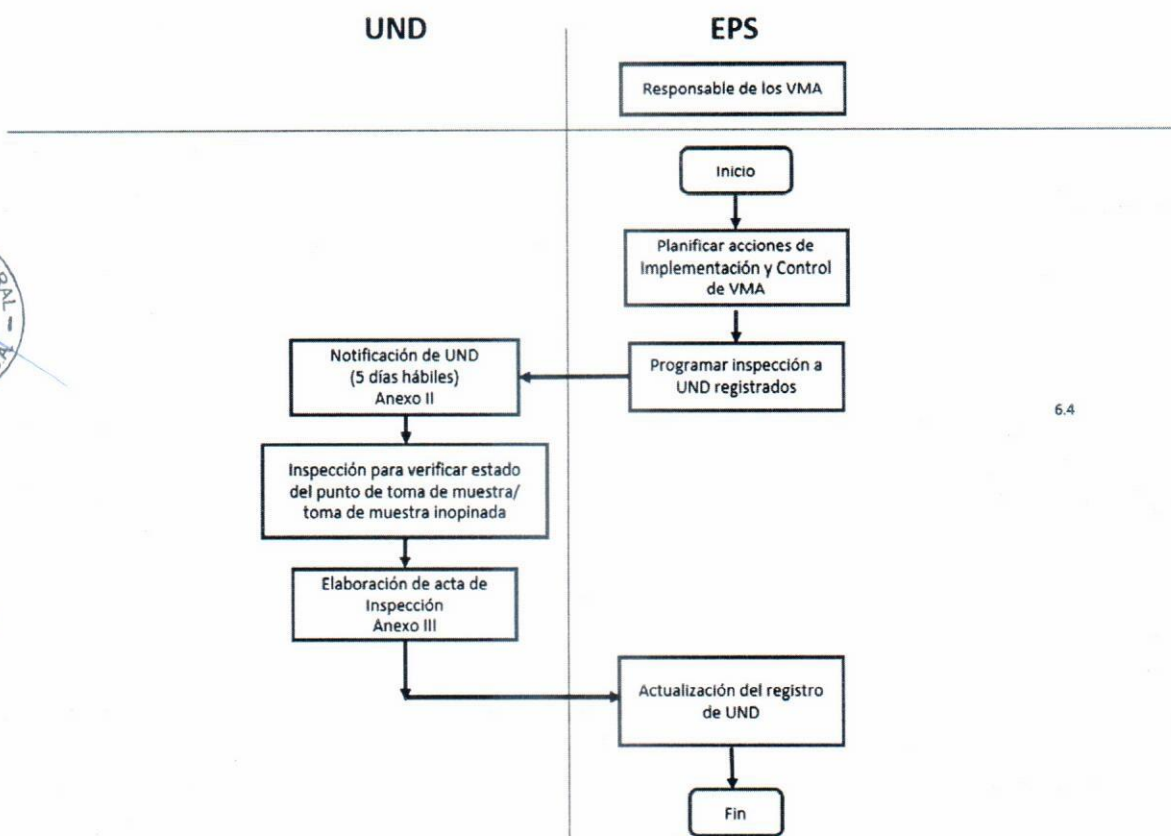 UND
EPS
Responsable de los VMA
Inicio
Planificar acciones de
Implementación y Control
de VMA
Programar inspección a
UND registrados
Notificación de UND
(5 días hábiles)
Anexo II
6.4
Inspección para verificar estado
del punto de toma de muestra/
toma de muestra inopinada
Elaboración de acta de
Inspección
Anexo III
Actualización del registro
de UND
Fin